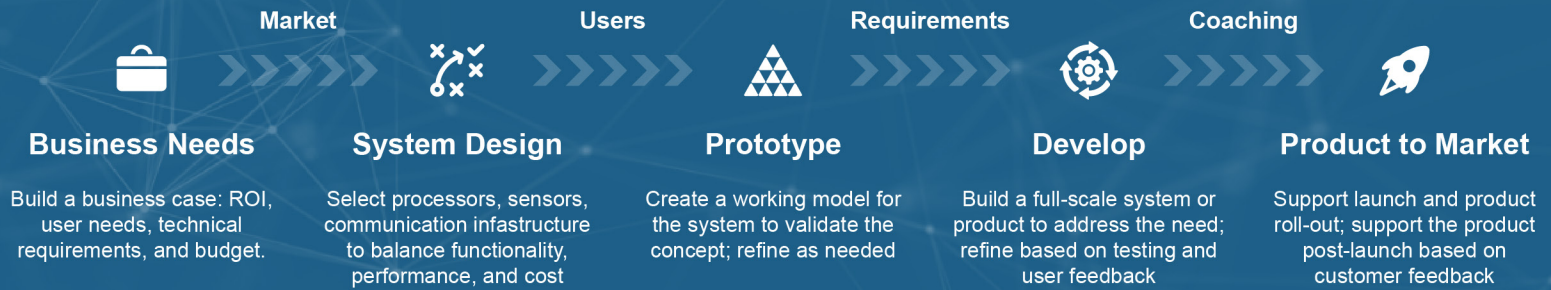 Market
Users
Requirements
Coaching
Business Needs
System Design
Prototype
Develop
Product to Market
Build a business case: ROI,
user needs, technical
requirements, and budget.
Select processors, sensors,
communication infastructure
to balance functionality,
performance, and cost
Create a working model for
the system to validate the
concept; refine as needed
Build a full-scale system or
product to address the need;
refine based on testing and
user feedback
Support launch and product
roll-out; support the product
post-launch based on
customer feedback